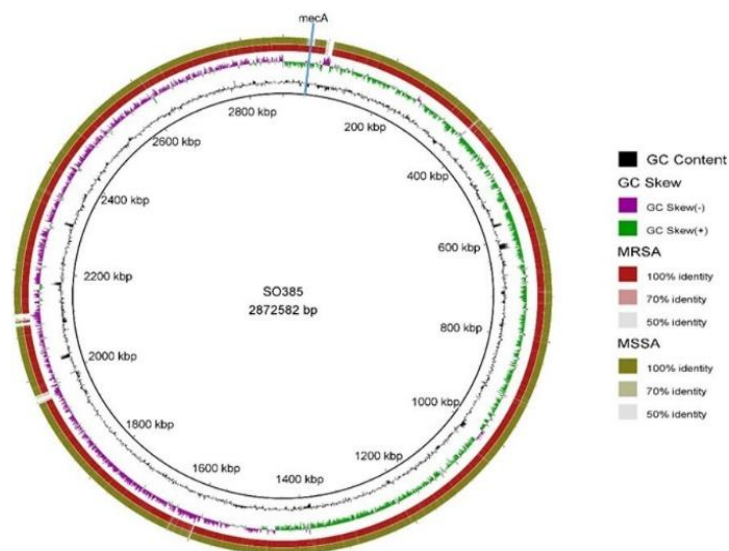 mecA
2800 kbp
200 kbp
2600 kbp
400 kbp
2400 kbp
600 kbp
2200 kbp
SO385
2872582 bp
800 kbp
2000 kbp
1000 kbp
1800 kbp
1200 kbp
1600 kbp
1400 kbp
GC Content
GC Skew
GC Skew(-)
GC Skew(+)
MRSA
100% identity
70% identity
50% identity
MSSA
100% identity
70% identity
50% identity